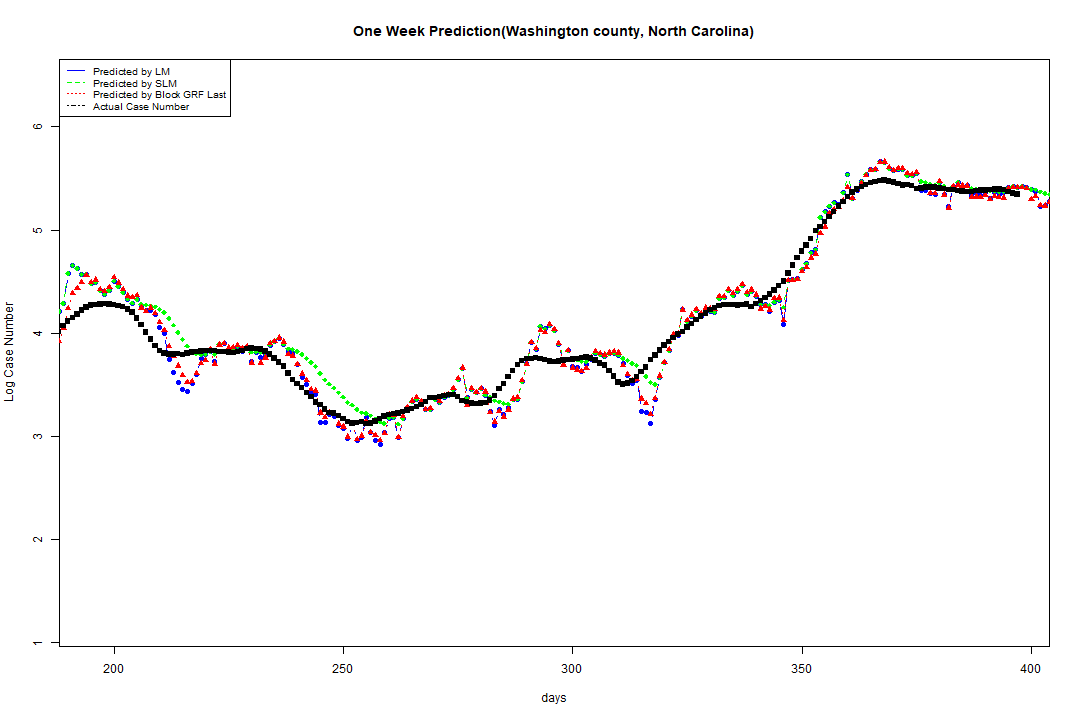 One Week Prediction(Washington county, North Carolina)
Predicted by LM
Predicted by SLM
Predicted by Block GRF Last
Actual Case Number
6
5
4
3
2
1
Log Case Number
200 250 300 350 400
days